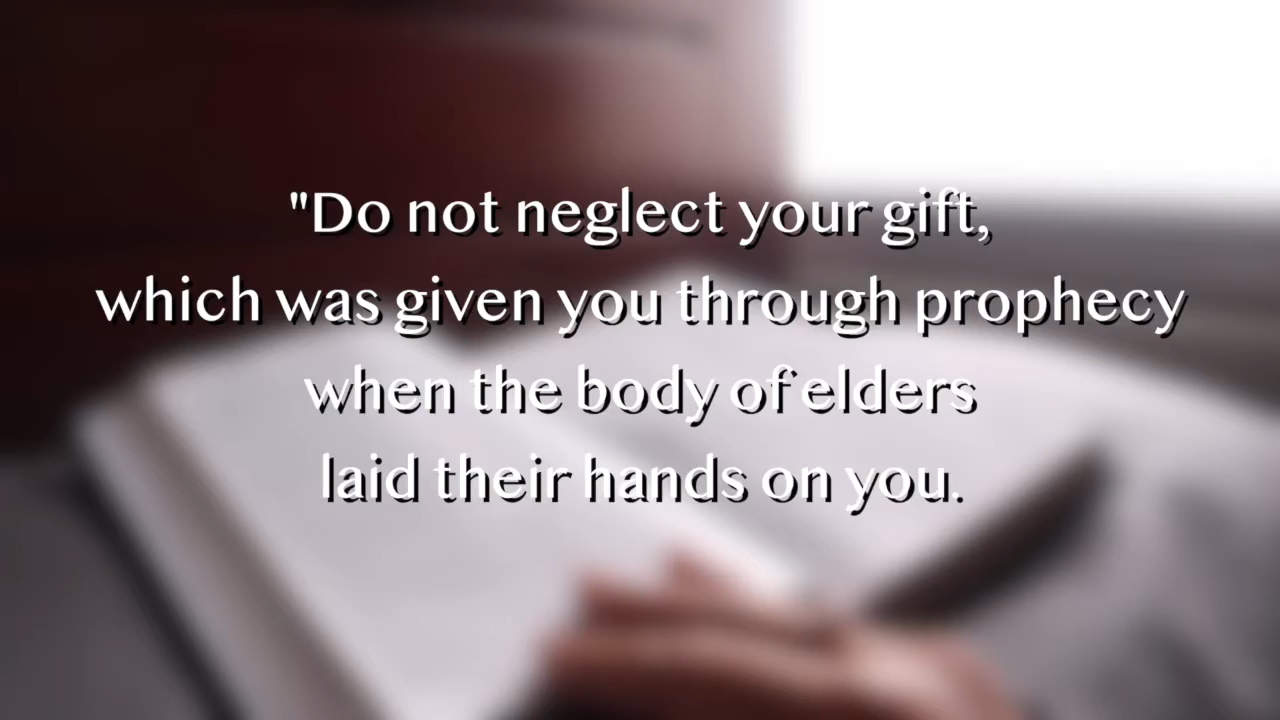 "Do not neglect your gift,
which was given you through prophecy
when the body of elders
laid their hands on you.